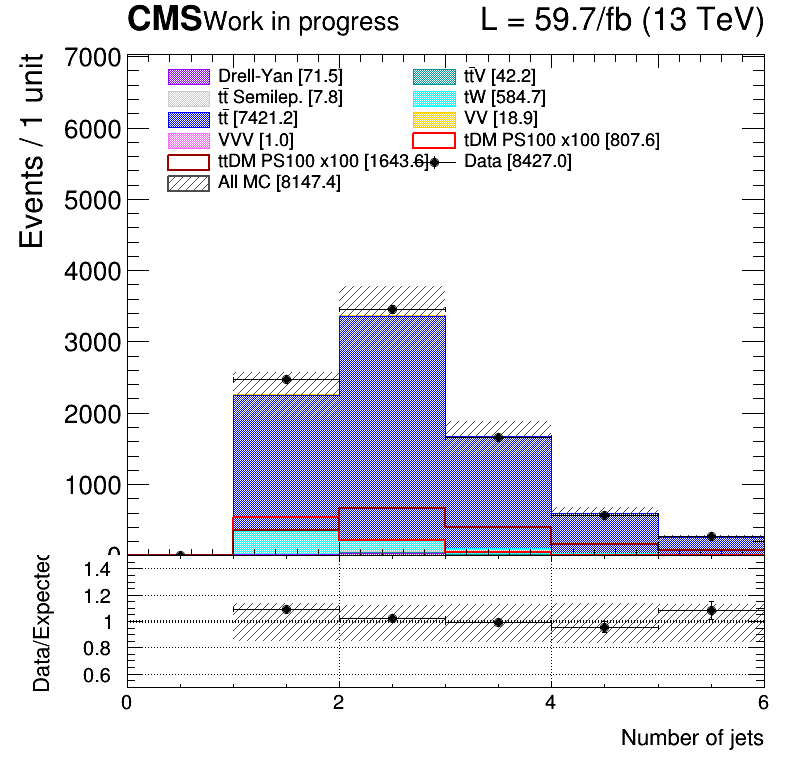 CMS Work in progress L = 59.7/fb (13 TeV)
Events / 1 unit
7000
6000
5000
4000
3000
2000
1000
0
Drell-Yan [71.5] tt̄V [42.2]
tt̄ Semilep. [7.8] tW [584.7]
tt̄ [7421.2] VV [18.9]
VVV [1.0] tDM PS100 x100 [807.6]
ttDM PS100 x100 [1643.6] Data [8427.0]
All MC [8147.4]
Data/Expected
1.4
1.2
1
0.8
0.6
0 2 4 6
Number of jets